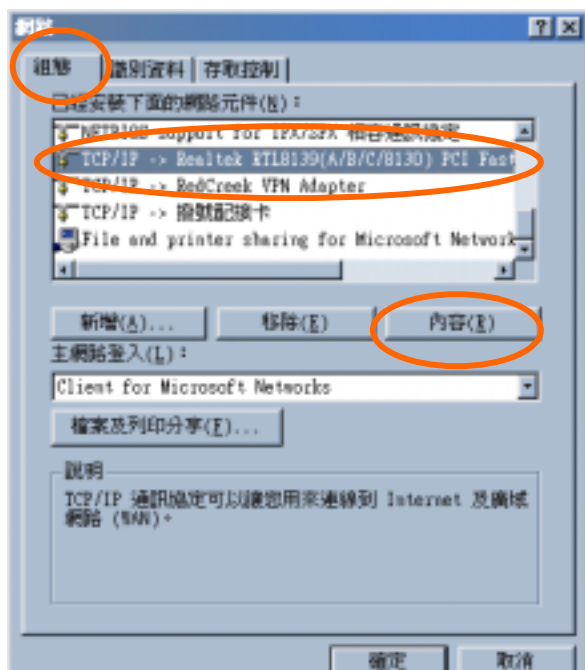 網路
組態 識別資料 存取控制
已經安裝下面的網路元件(N)：
NETBIOS support for IPX/SPX 相容通訊協定
TCP/IP -> Realtek RTL8139(A/B/C/8130) PCI Fast
TCP/IP -> RedCreek VPN Adapter
TCP/IP -> 撥號配接卡
File and printer sharing for Microsoft Network
新增(A)... 移除(E) 內容(R)
主網路登入(L)：
Client for Microsoft Networks
檔案及列印分享(F)...
說明
TCP/IP 通訊協定可以讓您用來連線到 Internet 及廣域
網路 (WAN)。
確定 取消